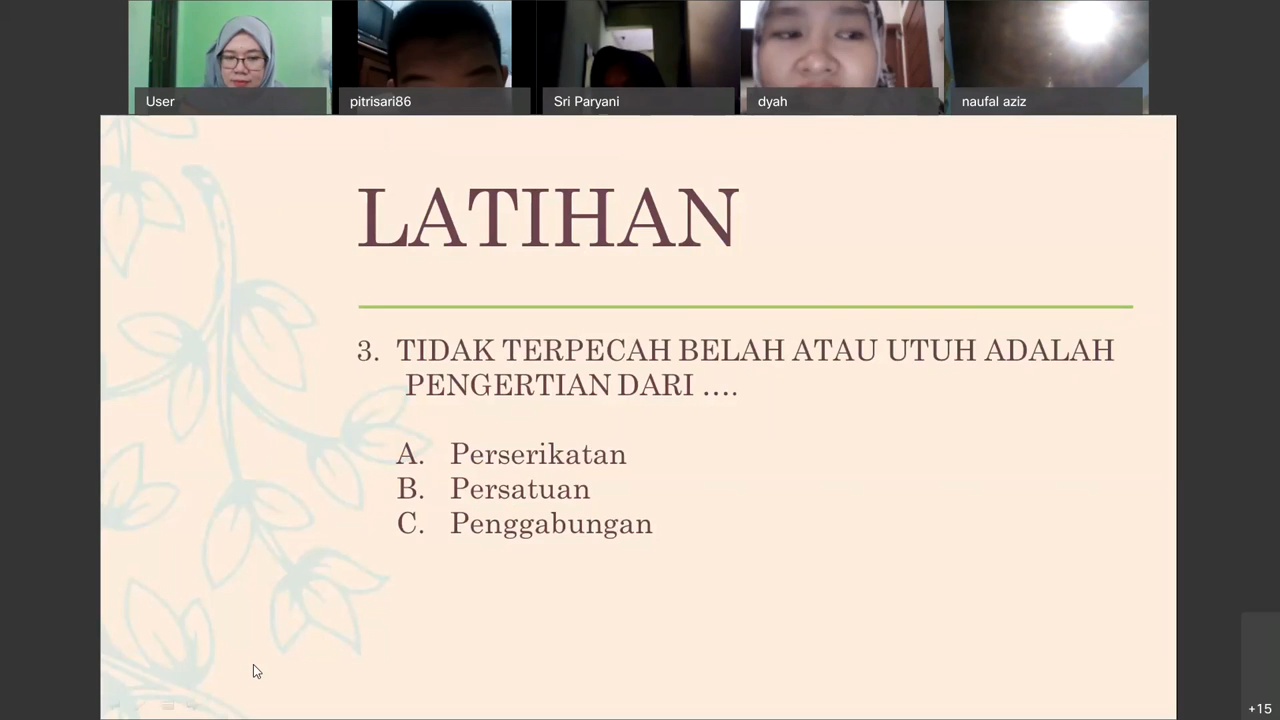 User
pitrisari86
Sri Paryani
dyah
naufal aziz
LATIHAN
3. TIDAK TERPECAH BELAH ATAU UTUH ADALAH
PENGERTIAN DARI ....
A. Perserikatan
B. Persatuan
C. Penggabungan
+15